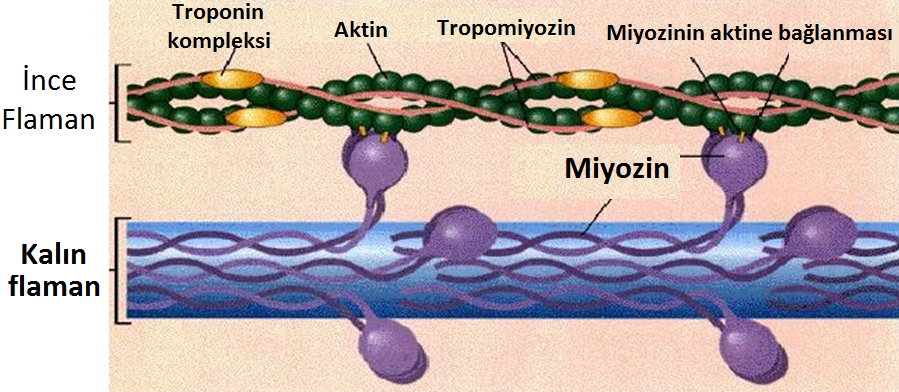 Troponin
kompleksi
Aktin
Tropomiyozin
Miyozinin aktine bağlanması
İnce
Flaman
Miyozin
Kalın
flaman